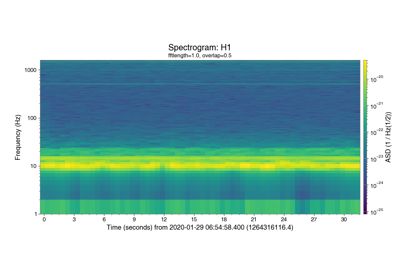 Spectrogram: H1
fftlength=1.0, overlap=0.5
Frequency (Hz)
1000
100
10
1
0 3 6 9 12 15 18 21 24 27 30
Time (seconds) from 2020-01-29 06:54:58.400 (1264316116.4)
10⁻²⁰
10⁻²¹
10⁻²²
10⁻²³
10⁻²⁴
10⁻²⁵
ASD (1 / Hz(1/2))